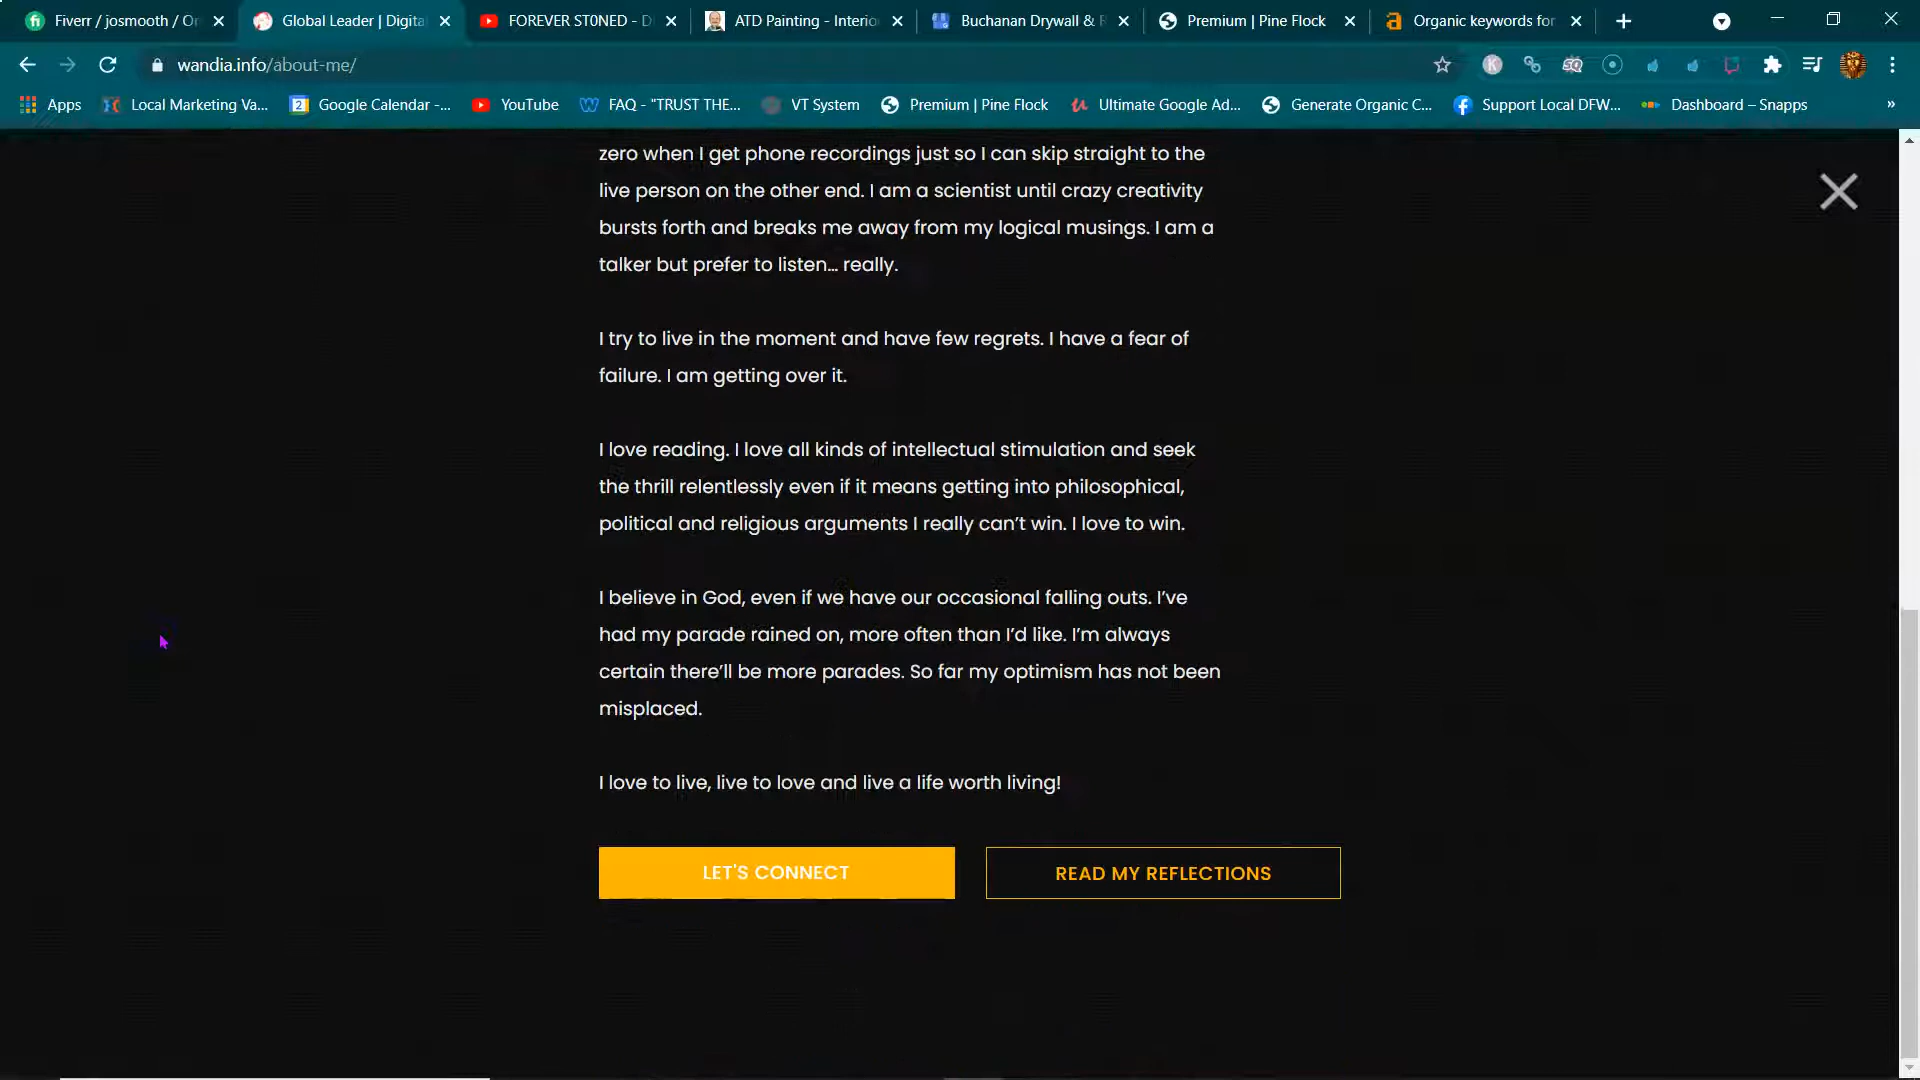 Fiverr / josmooth / Or
Global Leader | Digita
FOREVER ST0NED - D
ATD Painting - Interio
Buchanan Drywall & R
Premium | Pine Flock
Organic keywords for
wandia.info/about-me/
Apps
Local Marketing Va...
Google Calendar -...
YouTube
FAQ - "TRUST THE...
VT System
Premium | Pine Flock
Ultimate Google Ad...
Generate Organic C...
Support Local DFW...
Dashboard – Snapps
»
zero when I get phone recordings just so I can skip straight to the
live person on the other end. I am a scientist until crazy creativity
bursts forth and breaks me away from my logical musings. I am a
talker but prefer to listen… really.
I try to live in the moment and have few regrets. I have a fear of
failure. I am getting over it.
I love reading. I love all kinds of intellectual stimulation and seek
the thrill relentlessly even if it means getting into philosophical,
political and religious arguments I really can’t win. I love to win.
I believe in God, even if we have our occasional falling outs. I’ve
had my parade rained on, more often than I’d like. I’m always
certain there’ll be more parades. So far my optimism has not been
misplaced.
I love to live, live to love and live a life worth living!
LET'S CONNECT
READ MY REFLECTIONS